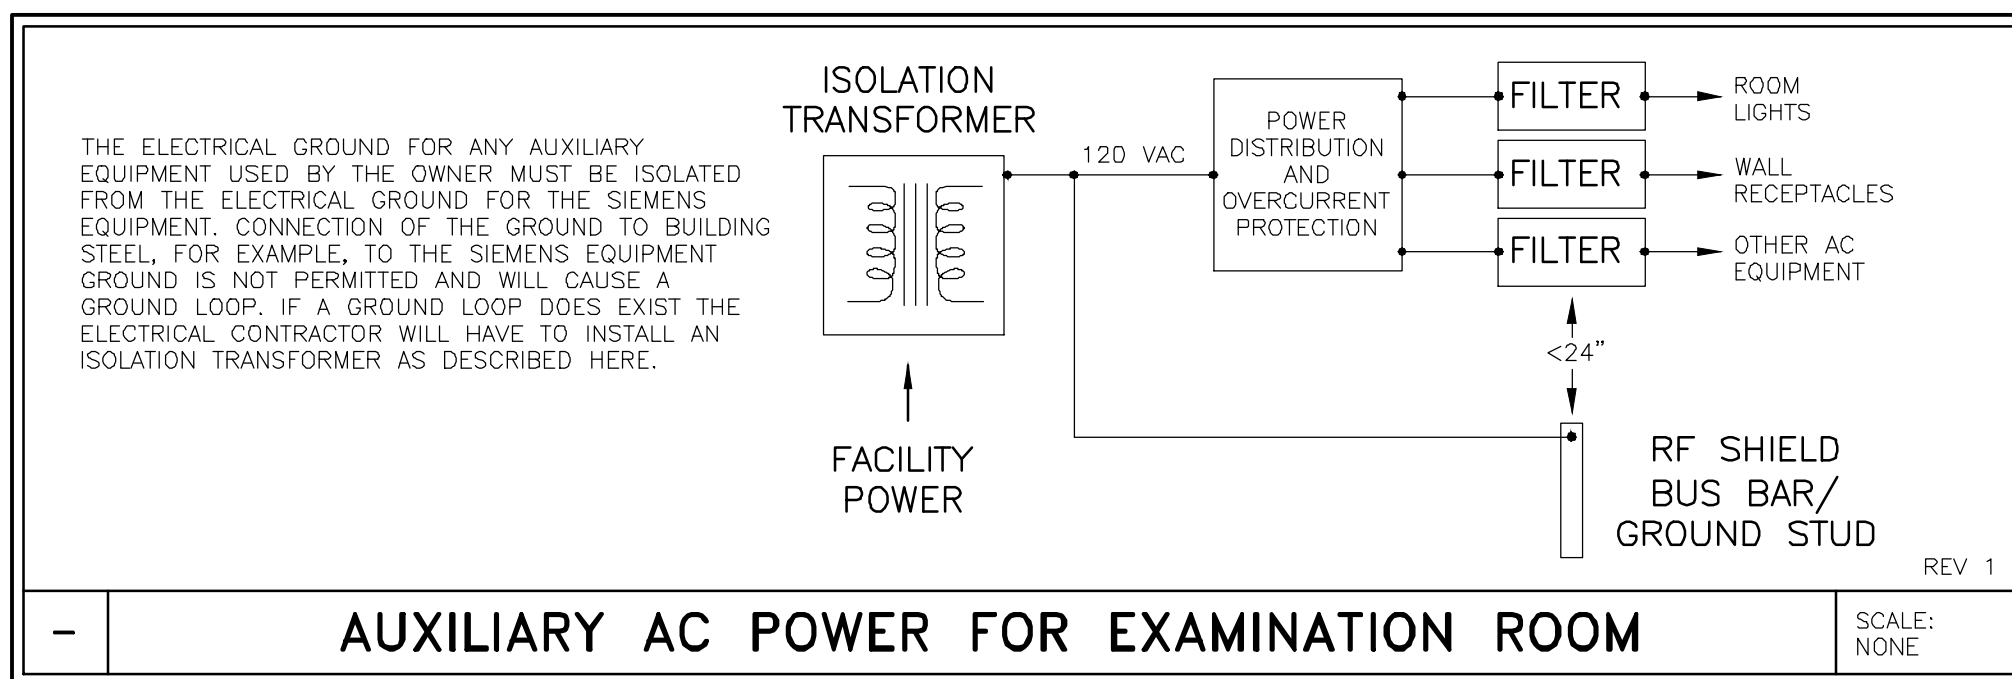 THE ELECTRICAL GROUND FOR ANY AUXILIARY
EQUIPMENT USED BY THE OWNER MUST BE ISOLATED
FROM THE ELECTRICAL GROUND FOR THE SIEMENS
EQUIPMENT. CONNECTION OF THE GROUND TO BUILDING
STEEL, FOR EXAMPLE, TO THE SIEMENS EQUIPMENT
GROUND IS NOT PERMITTED AND WILL CAUSE A
GROUND LOOP. IF A GROUND LOOP DOES EXIST THE
ELECTRICAL CONTRACTOR WILL HAVE TO INSTALL AN
ISOLATION TRANSFORMER AS DESCRIBED HERE.
ISOLATION
TRANSFORMER
FACILITY
POWER
120 VAC
POWER
DISTRIBUTION
AND
OVERCURRENT
PROTECTION
FILTER
ROOM
LIGHTS
FILTER
WALL
RECEPTACLES
FILTER
OTHER AC
EQUIPMENT
<24"
RF SHIELD
BUS BAR/
GROUND STUD
REV 1
-
AUXILIARY AC POWER FOR EXAMINATION ROOM
SCALE:
NONE